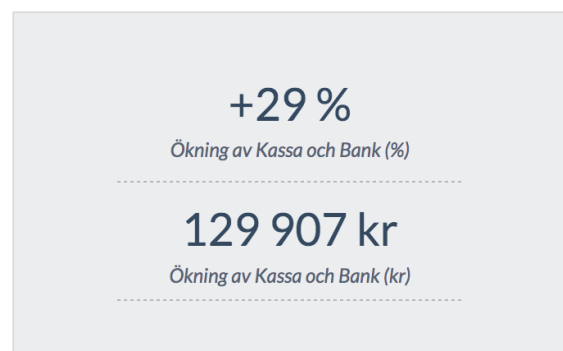 +29 %
Ökning av Kassa och Bank (%)
129 907 kr
Ökning av Kassa och Bank (kr)